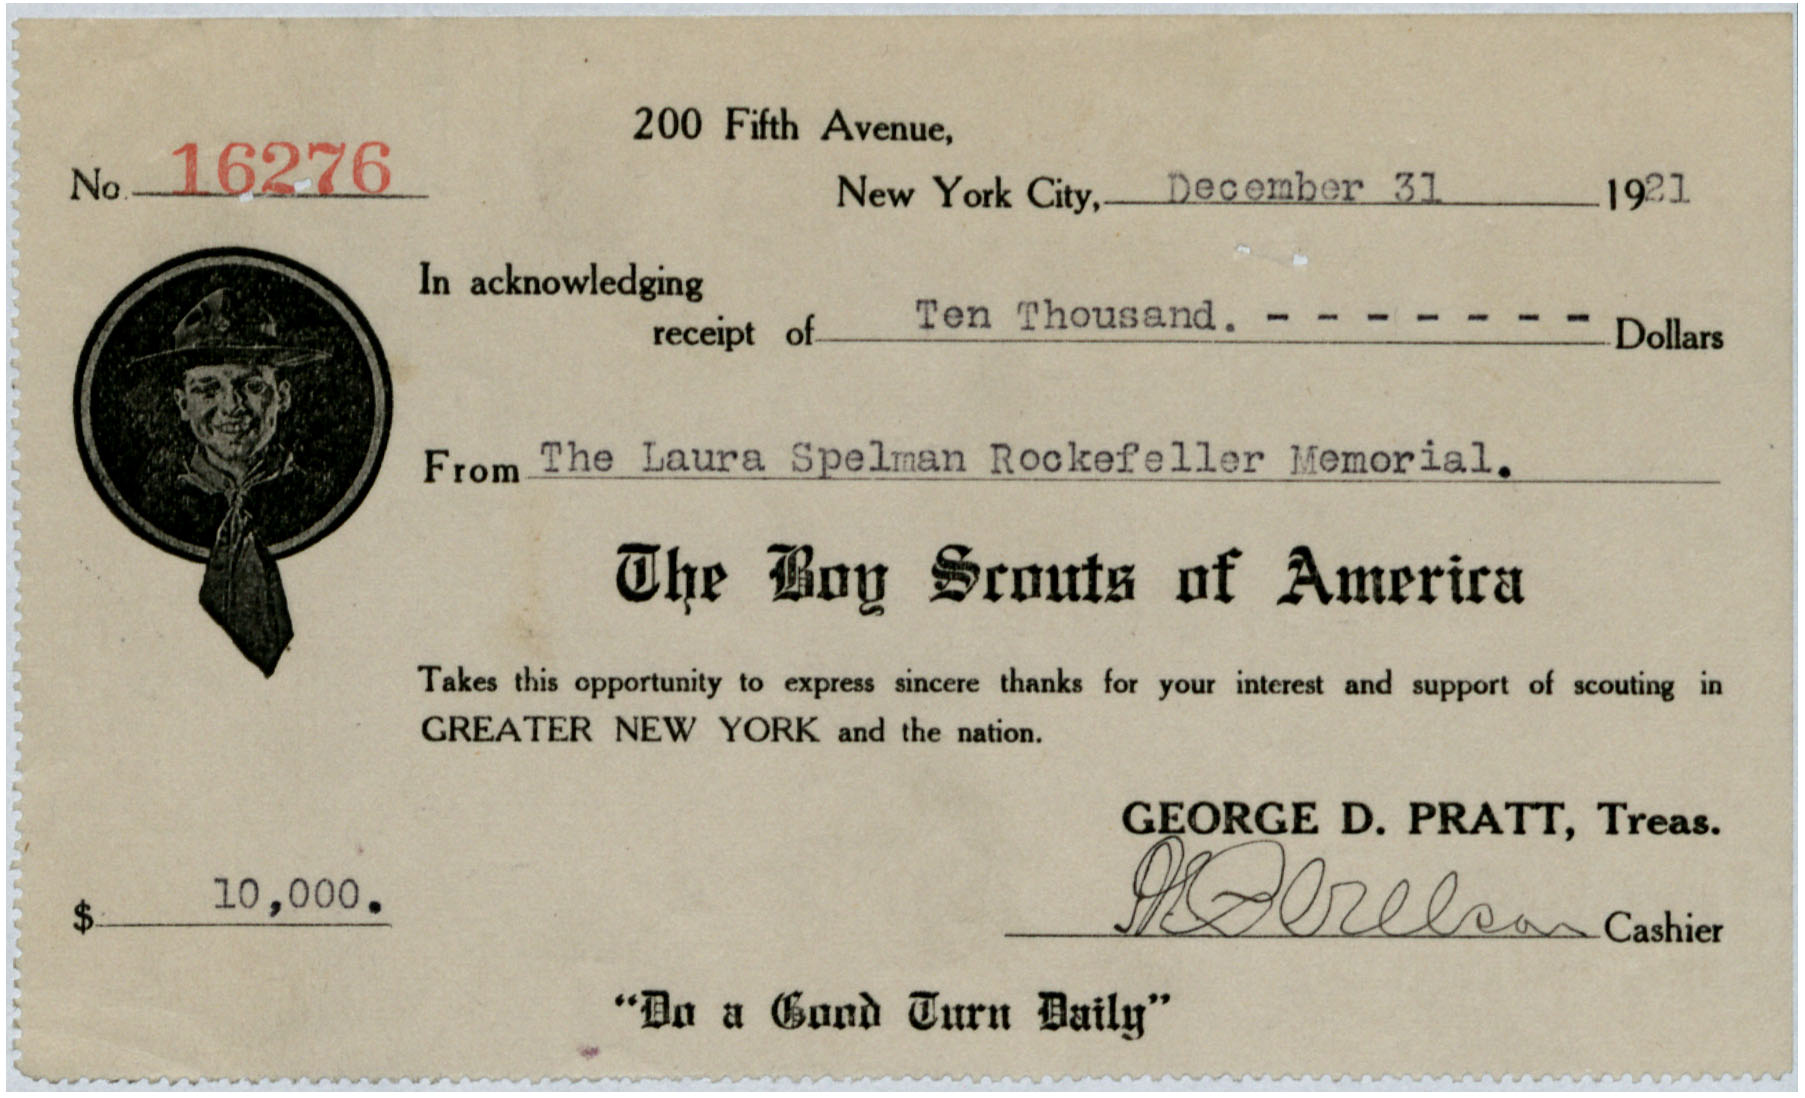 200 Fifth Avenue,
No. 16276
New York City, December 31 1921
In acknowledging
receipt of Ten Thousand. - - - - - - - Dollars
From The Laura Spelman Rockefeller Memorial.
The Boy Scouts of America
Takes this opportunity to express sincere thanks for your interest and support of scouting in
GREATER NEW YORK and the nation.
GEORGE D. PRATT, Treas.
$ 10,000.
Cashier
"Do a Good Turn Daily"